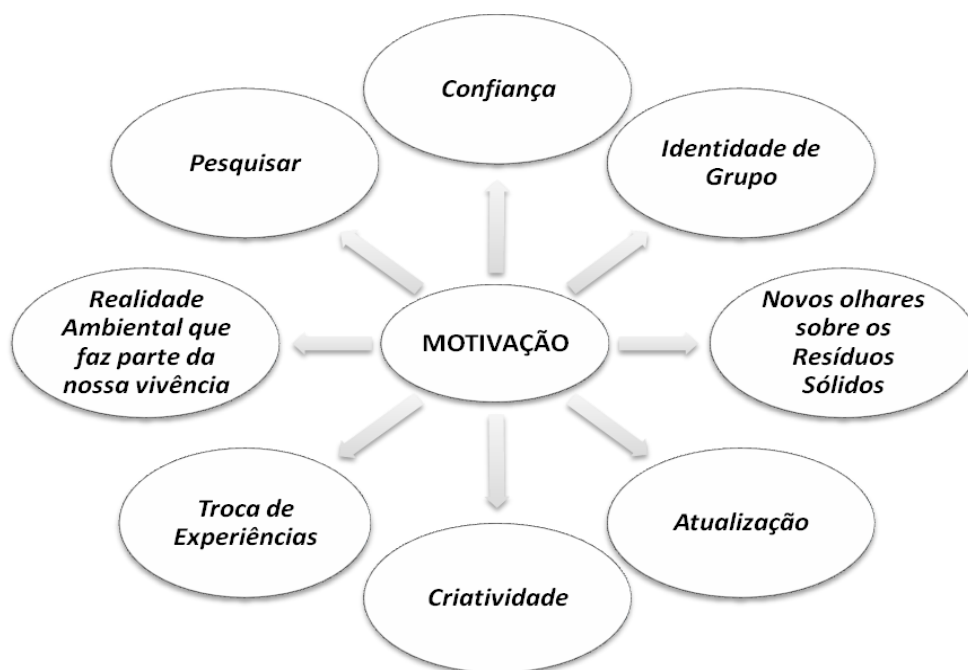 Confiança
Pesquisar
Identidade de
Grupo
Realidade
Ambiental que
faz parte da
nossa vivência
MOTIVAÇÃO
Novos olhares
sobre os
Resíduos
Sólidos
Troca de
Experiências
Atualização
Criatividade